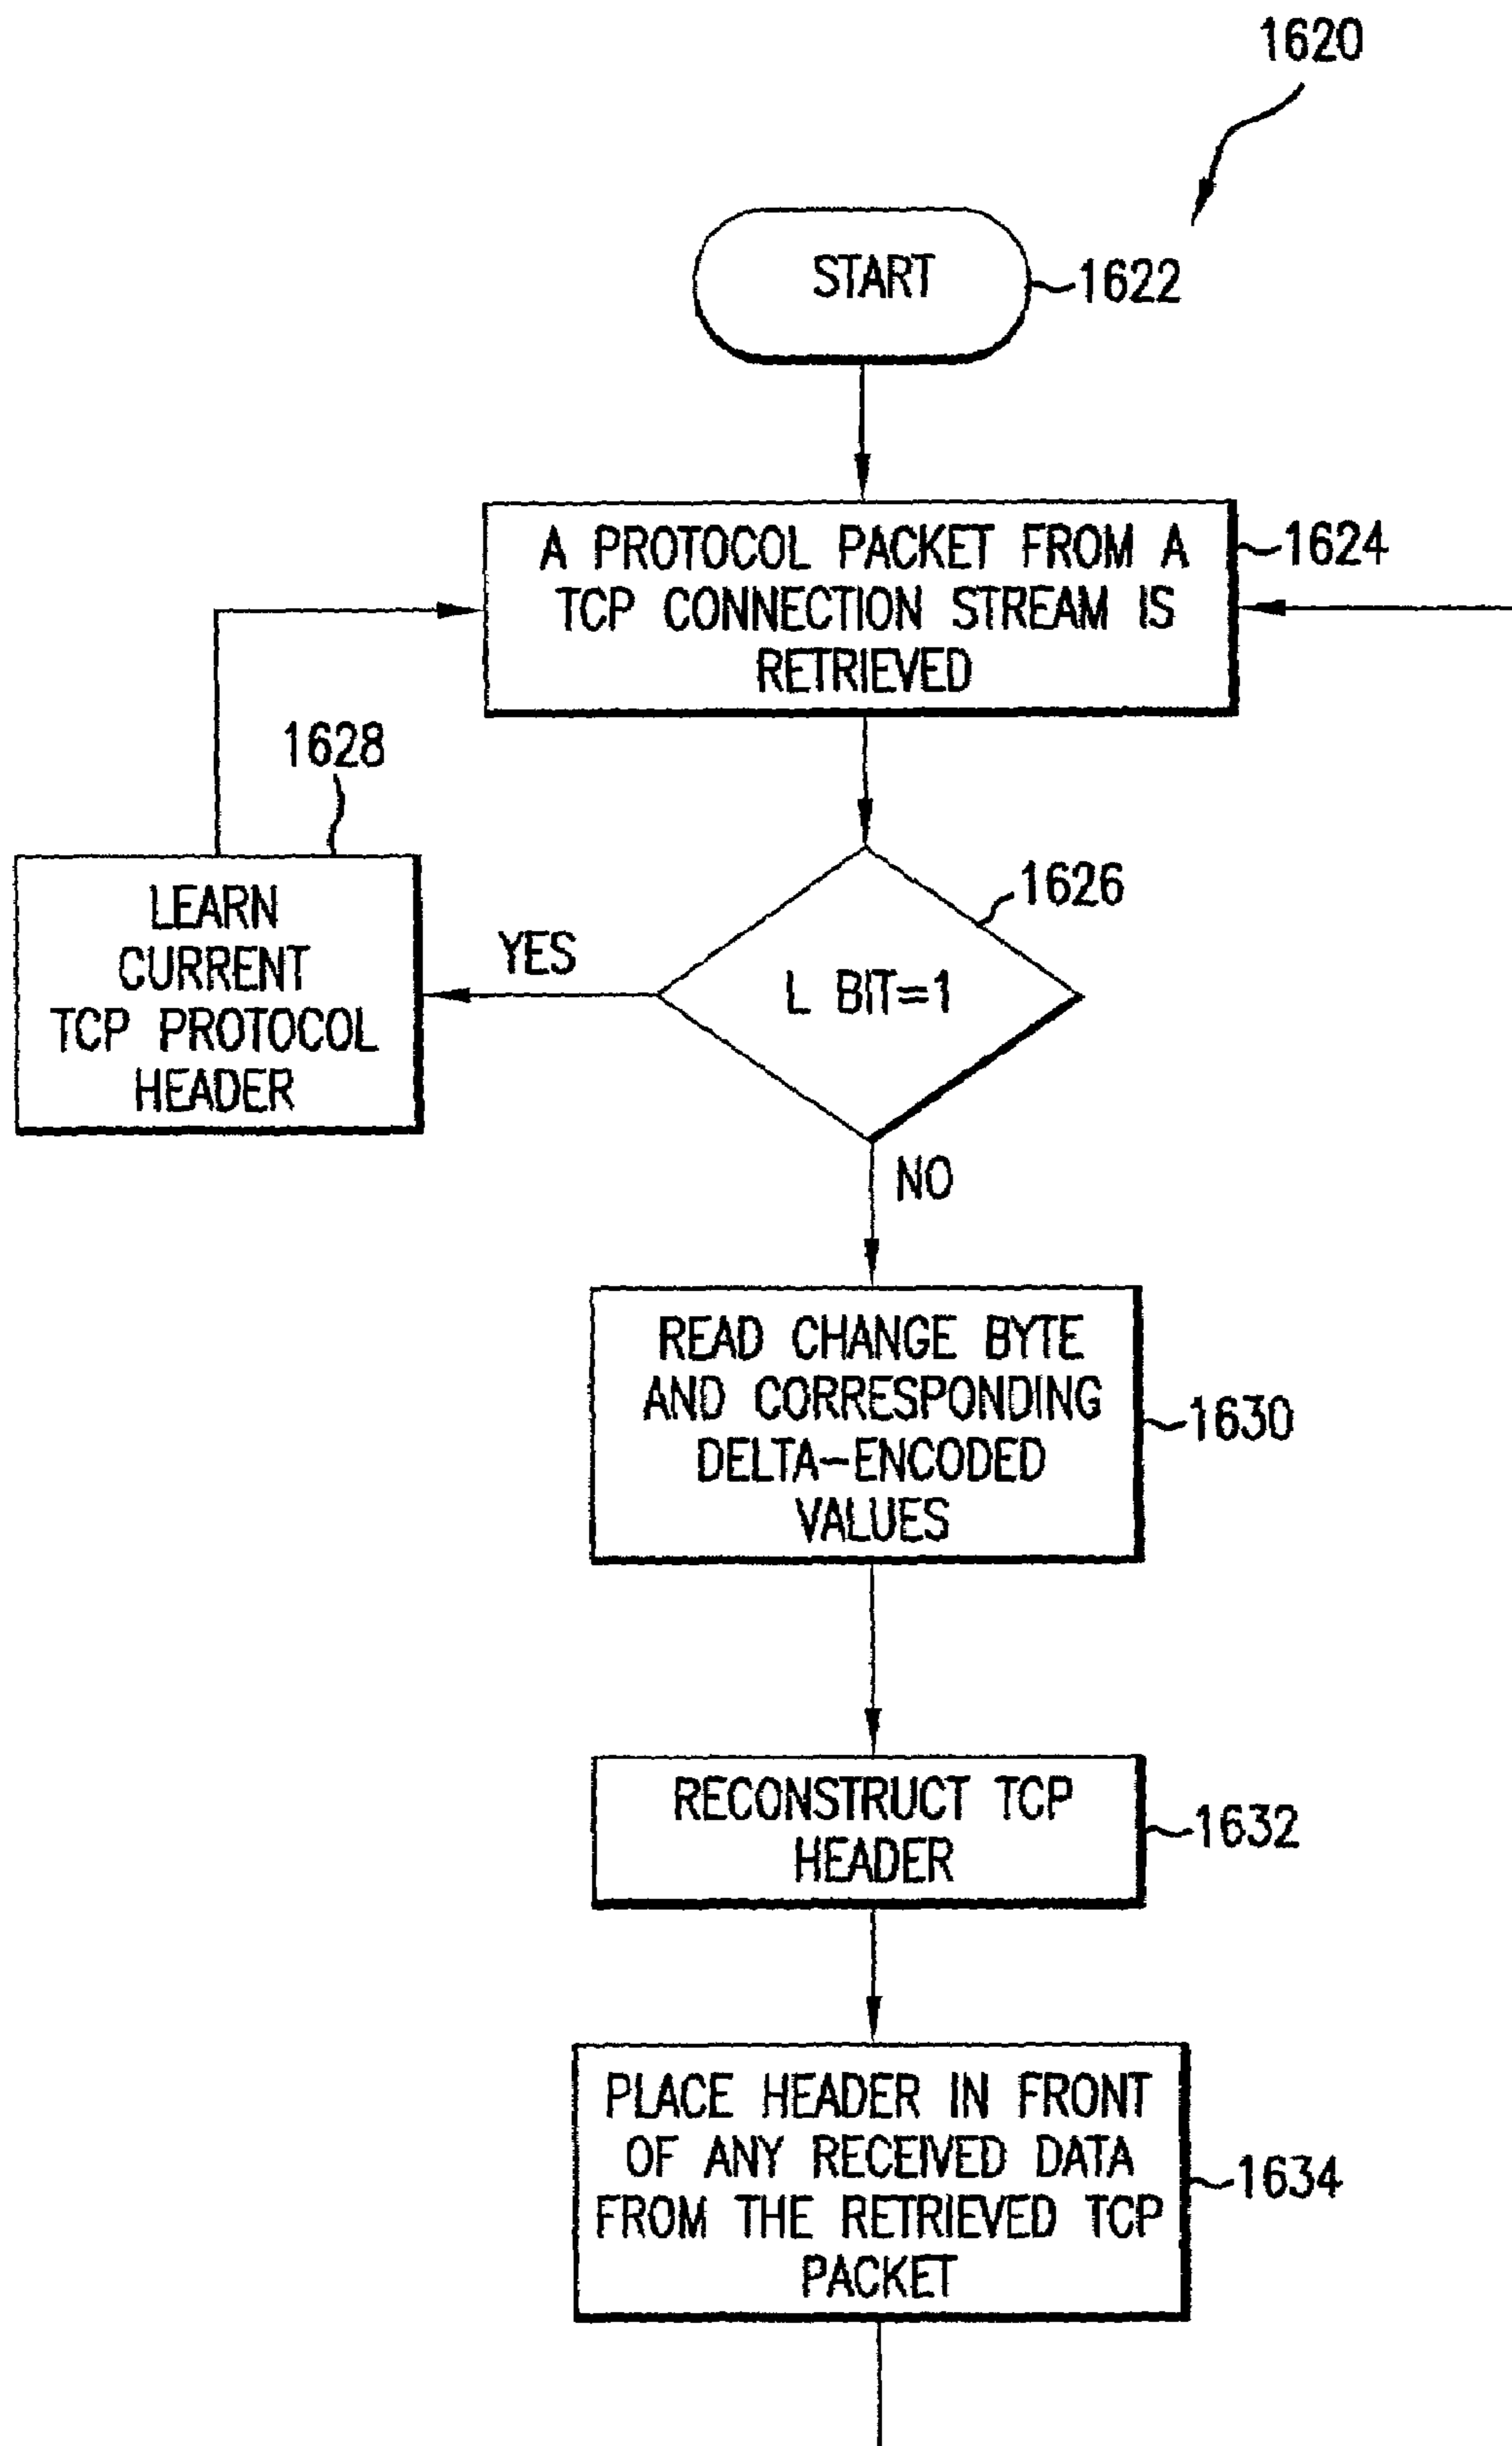 1620
START
1622
A PROTOCOL PACKET FROM A
TCP CONNECTION STREAM IS
RETRIEVED
1624
1628
LEARN
CURRENT
TCP PROTOCOL
HEADER
YES
L BIT=1
1626
NO
READ CHANGE BYTE
AND CORRESPONDING
DELTA-ENCODED
VALUES
1630
RECONSTRUCT TCP
HEADER
1632
PLACE HEADER IN FRONT
OF ANY RECEIVED DATA
FROM THE RETRIEVED TCP
PACKET
1634